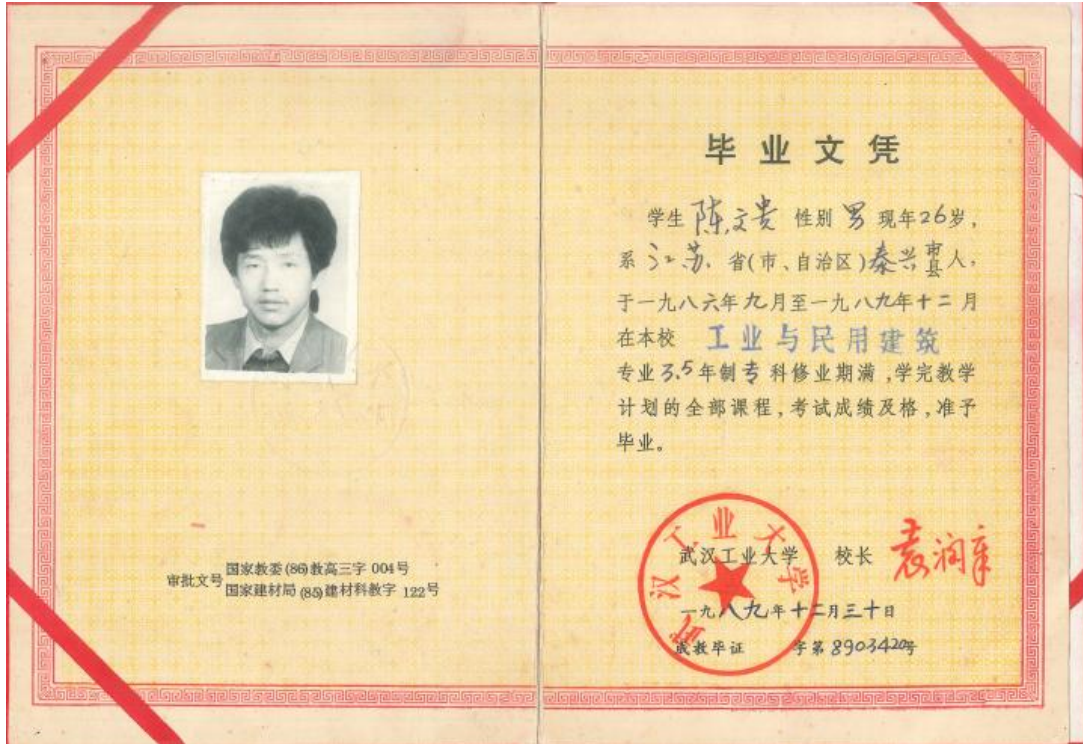 审批文号
国家教委(86)教高三字 004号
国家建材局(85)建材科教字 122号
毕业文凭
学生 陈文贵 性别 男 现年26岁,
系 江苏 省(市、自治区)泰兴市县人,
于一九八六年九月至一九八九年十二月
在本校 工业与民用建筑
专业3.5年制专科修业期满,学完教学
计划的全部课程,考试成绩及格,准予
毕业。
武汉工业大学
武汉工业大学 校长 袁润章
一九八九年十二月三十日
成教毕证 字第8903420号